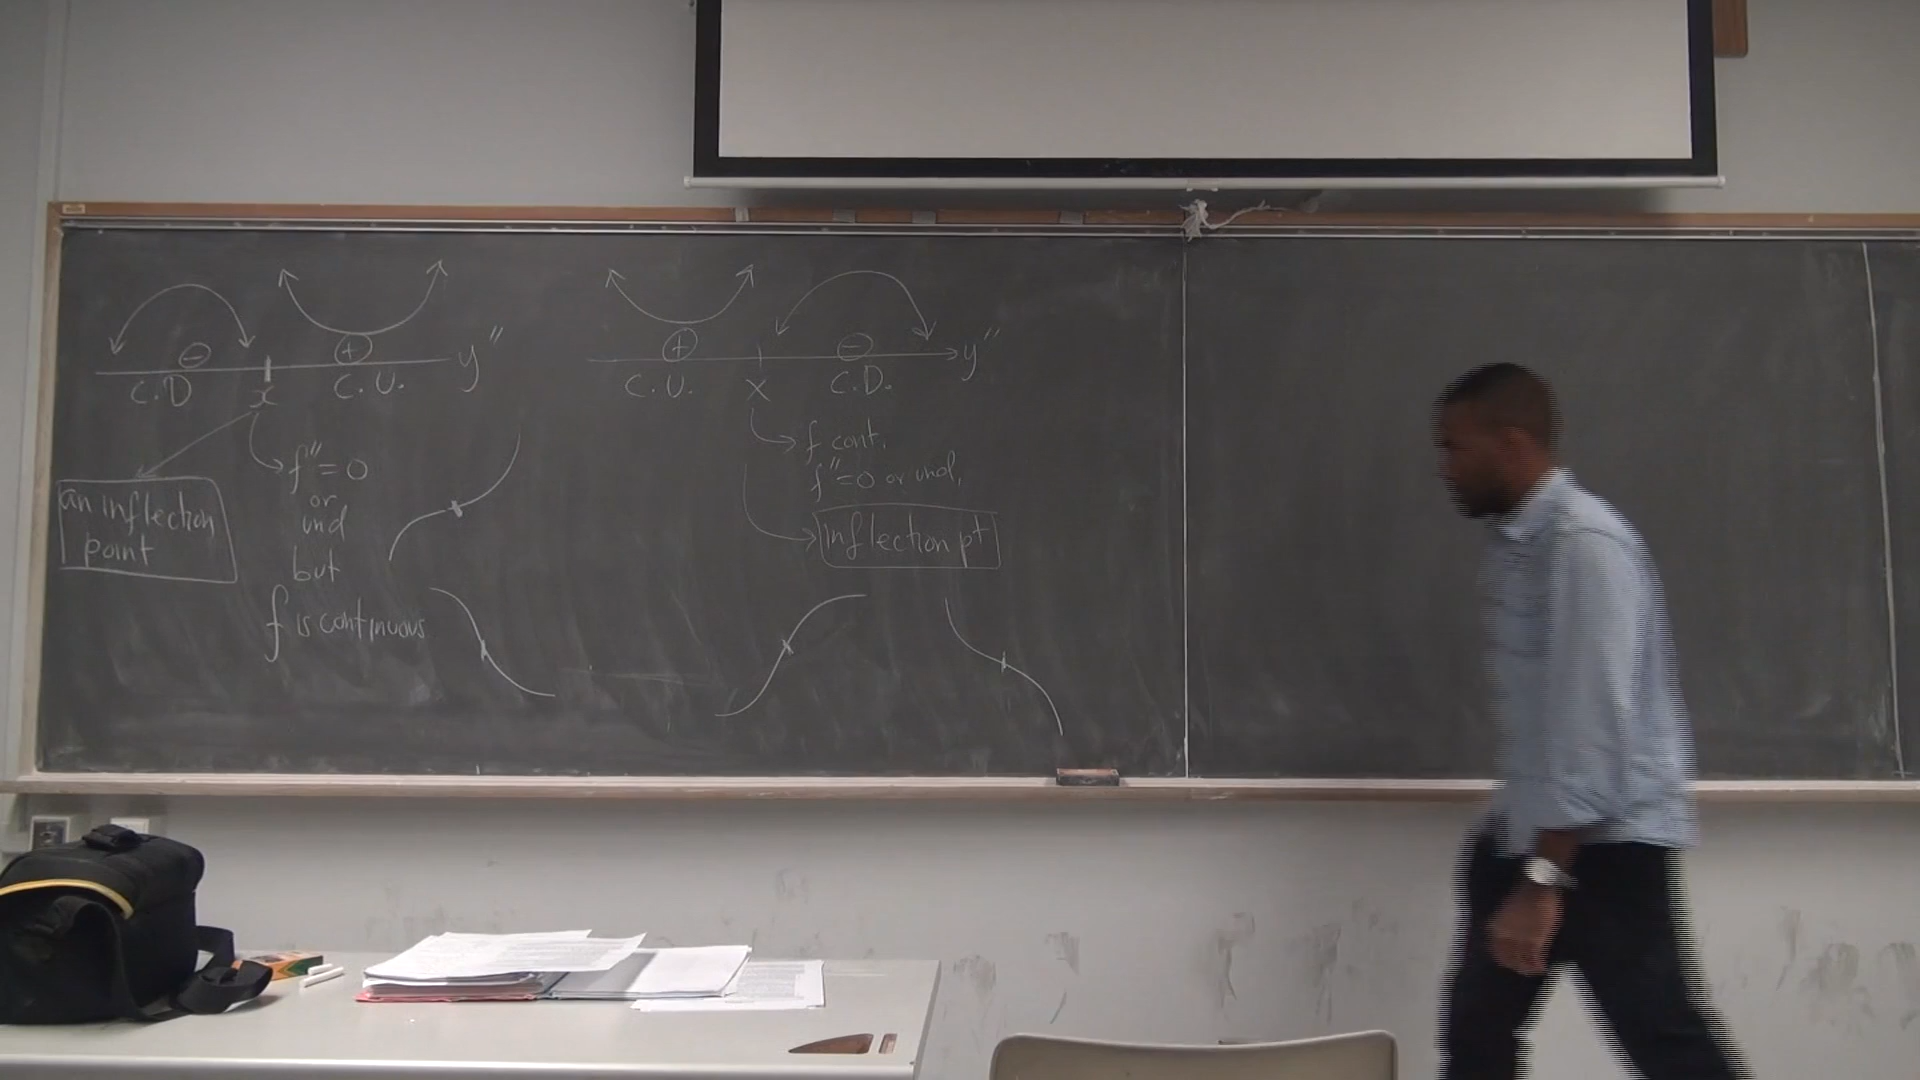 − + y″
C.D x C.U.
an inflection
point
f″=0
or
und
but
f is continuous
+ − y″
C.U. x C.D.
f cont.
f″=0 or und.
inflection pt